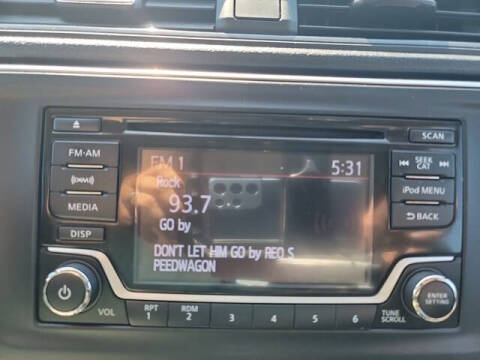 SCAN
FM-AM
((XM))
MEDIA
DISP
FM 1
5:31
Rock
93.7
GO by
DON'T LET HIM GO by REO S
PEEDWAGON
SEEK
CAT
iPod MENU
BACK
VOL
RPT
1
RDM
2
3
4
5
6
TUNE
SCROLL
ENTER
SETTING